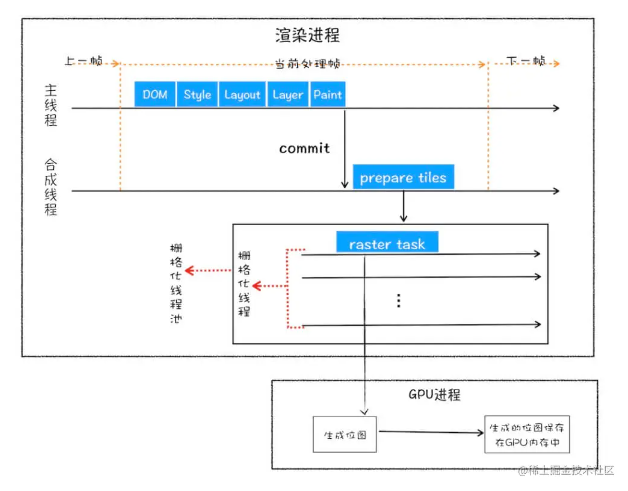 渲染进程
上一帧
当前处理帧
下一帧
主线程
DOM
Style
Layout
Layer
Paint
commit
合成线程
prepare tiles
raster task
栅格化线程池
栅格化线程
GPU进程
生成位图
生成的位图保存
在GPU内存中
@稀土掘金技术社区